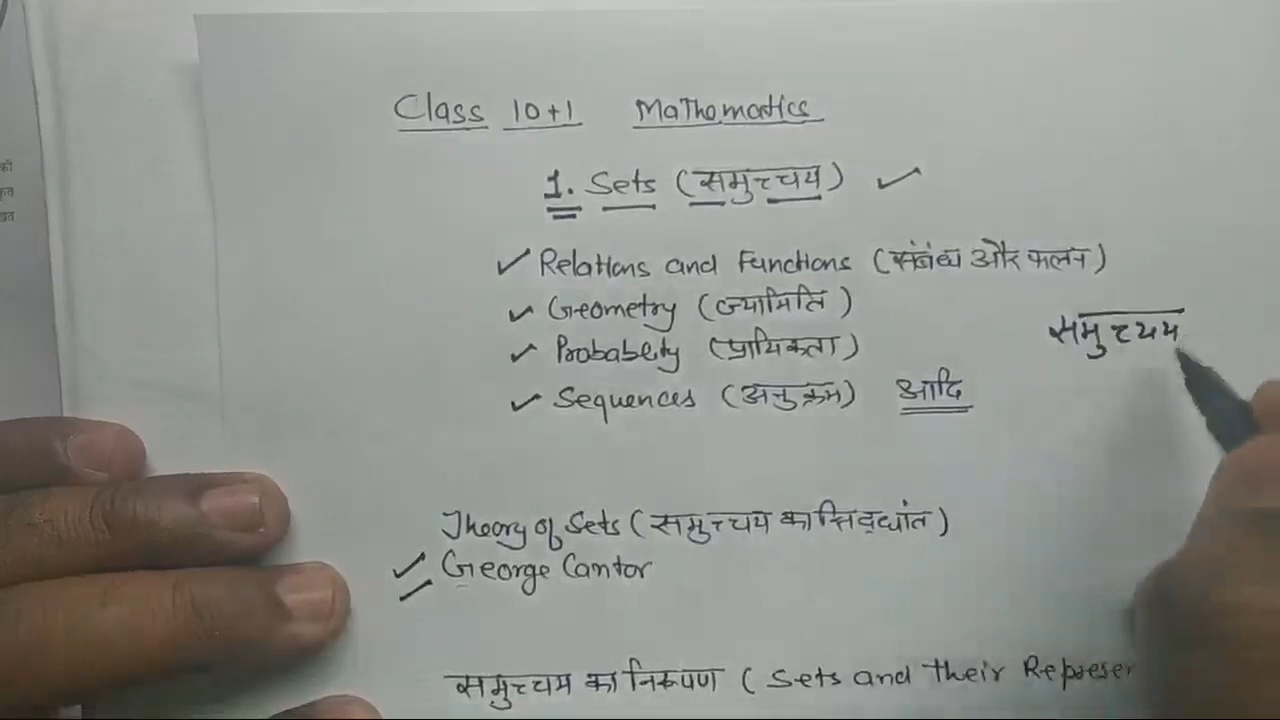 को
कृत
Class 10+1 Mathematics
1. Sets (समुच्चय)
Relations and Functions (संबंध और फलन)
Geometry (ज्यामिति)
समुच्चय
Probabelity (प्रायिकता)
Sequences (अनुक्रम) आदि
Theory of Sets (समुच्चय का सिद्धांत)
George Cantor
समुच्चय का निरूपण ( Sets and Their Represer